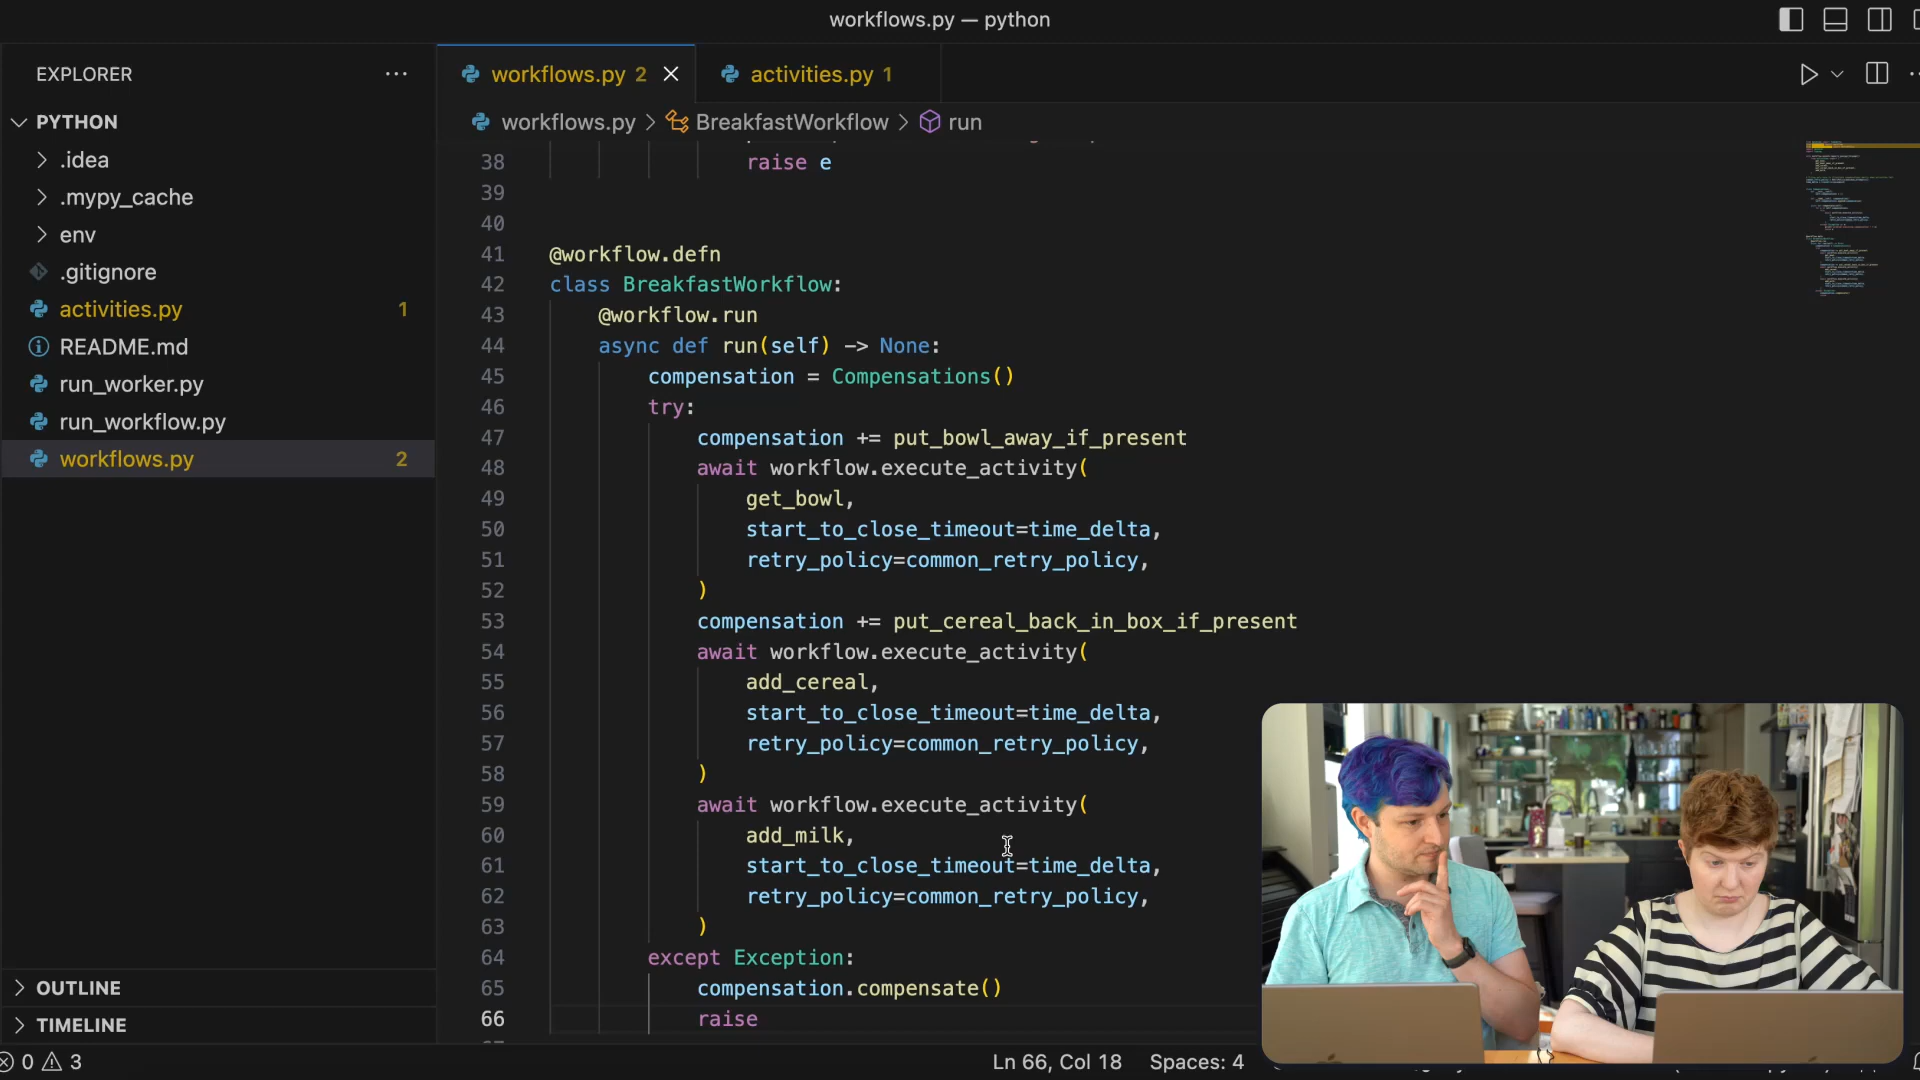 workflows.py — python
EXPLORER
workflows.py 2
activities.py 1
PYTHON
workflows.py > BreakfastWorkflow > run
.idea
.mypy_cache
env
.gitignore
activities.py 1
README.md
run_worker.py
run_workflow.py
workflows.py 2
OUTLINE
TIMELINE
38 raise e
39
40
41 @workflow.defn
42 class BreakfastWorkflow:
43 @workflow.run
44 async def run(self) -> None:
45 compensation = Compensations()
46 try:
47 compensation += put_bowl_away_if_present
48 await workflow.execute_activity(
49 get_bowl,
50 start_to_close_timeout=time_delta,
51 retry_policy=common_retry_policy,
52 )
53 compensation += put_cereal_back_in_box_if_present
54 await workflow.execute_activity(
55 add_cereal,
56 start_to_close_timeout=time_delta,
57 retry_policy=common_retry_policy,
58 )
59 await workflow.execute_activity(
60 add_milk,
61 start_to_close_timeout=time_delta,
62 retry_policy=common_retry_policy,
63 )
64 except Exception:
65 compensation.compensate()
66 raise
0 3
Ln 66, Col 18 Spaces: 4